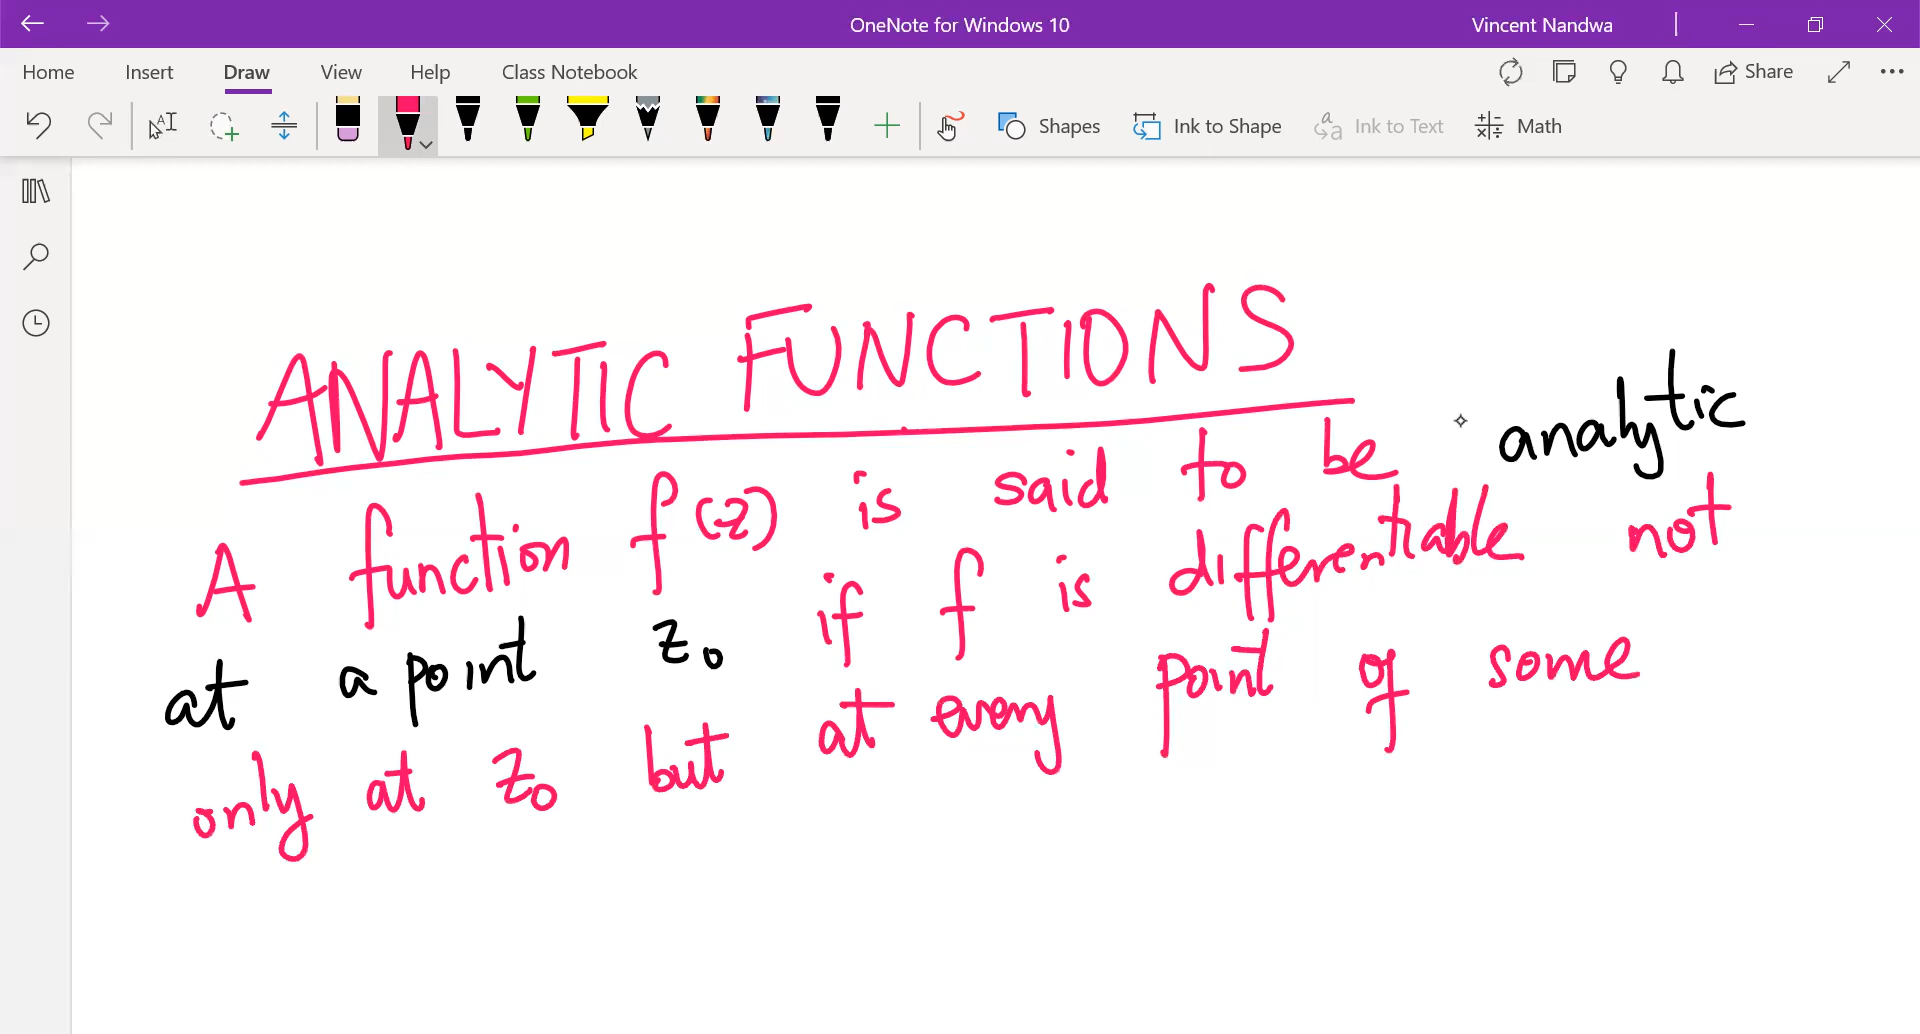 OneNote for Windows 10
Vincent Nandwa
Home Insert Draw View Help Class Notebook Share
Shapes Ink to Shape Ink to Text Math
ANALYTIC FUNCTIONS
A function f(z) is said to be analytic
at a point z₀ if f is differentiable not
only at z₀ but at every point of some